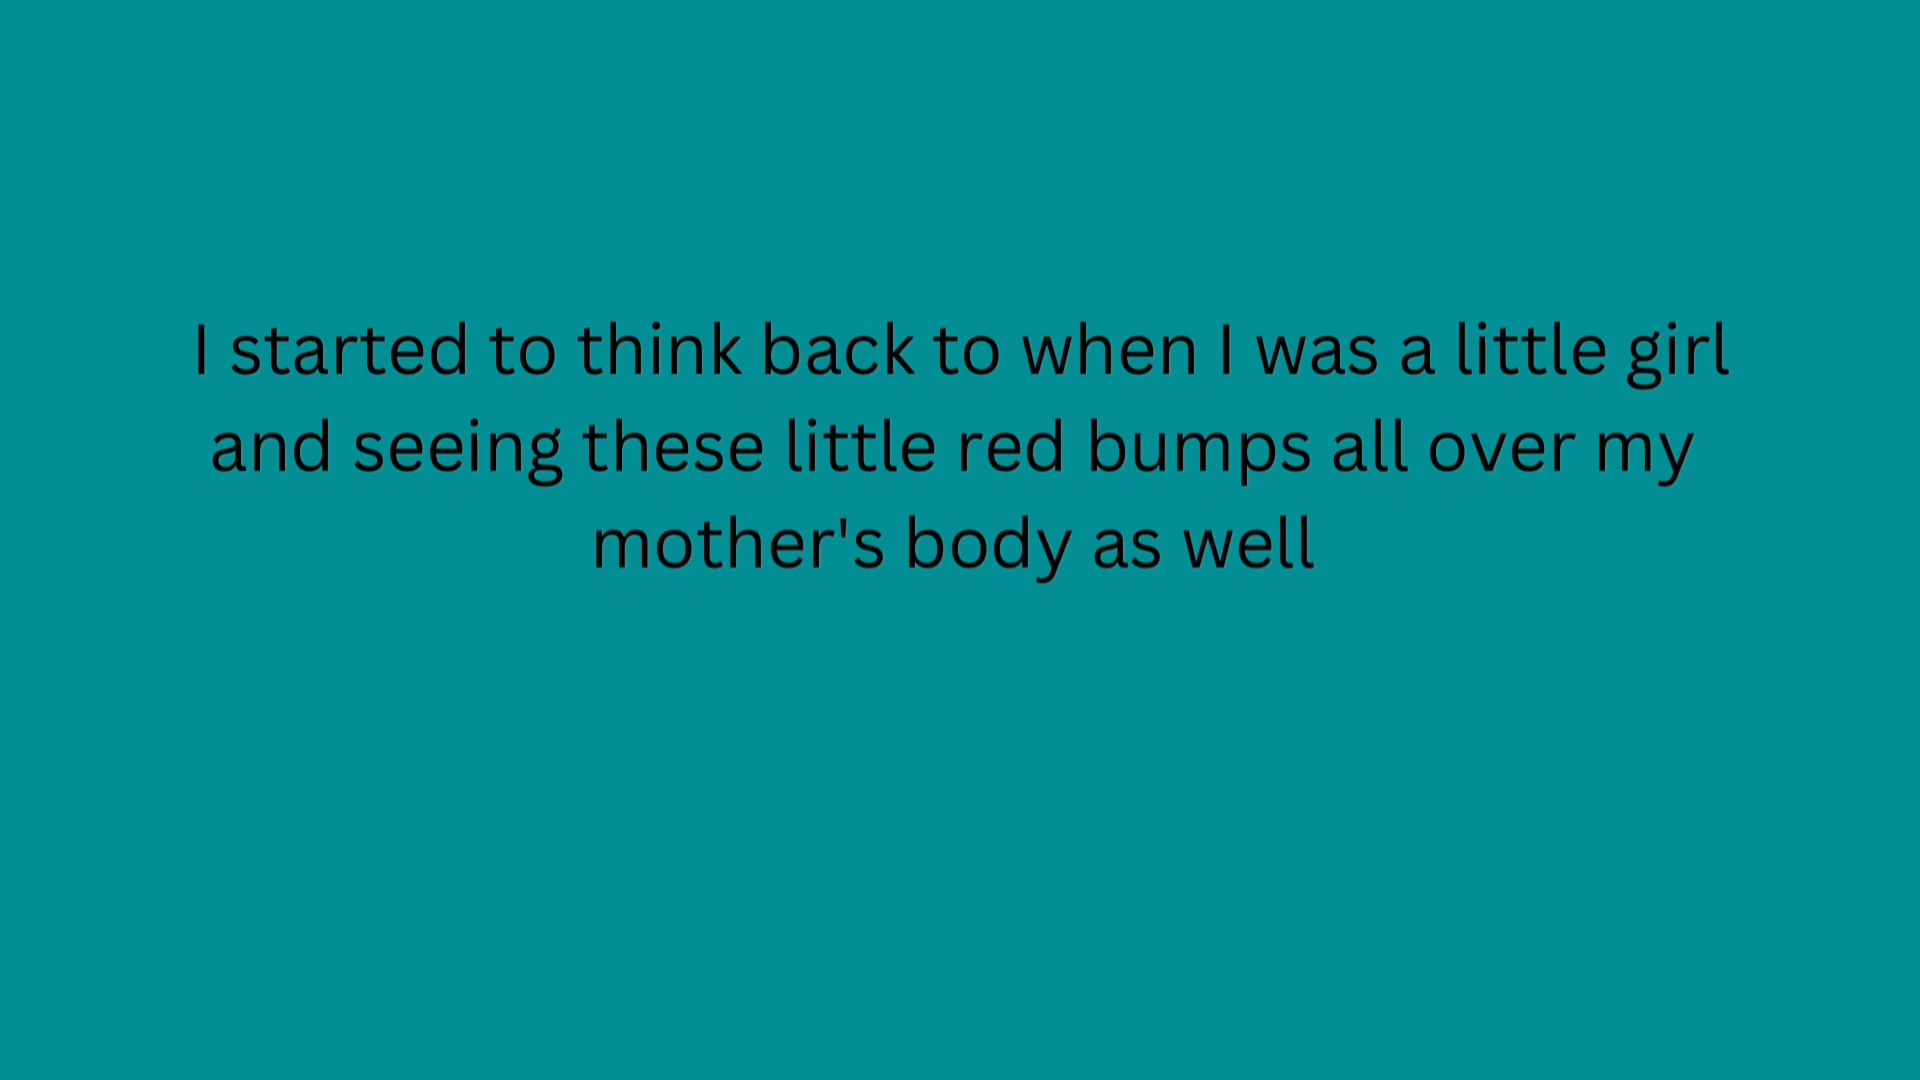 I started to think back to when I was a little girl
and seeing these little red bumps all over my
mother's body as well